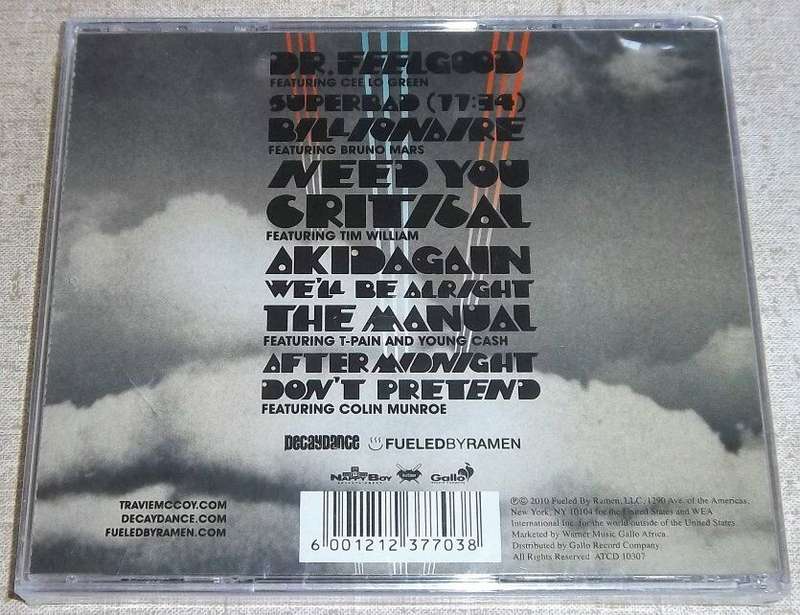 DR. FEELGOOD
FEATURING CEE LO GREEN
SUPERBAD (11:34)
BILLIONAIRE
FEATURING BRUNO MARS
NEED YOU
CRITICAL
FEATURING TIM WILLIAM
AKIDAGAIN
WE'LL BE ALRIGHT
THE MANUAL
FEATURING T-PAIN AND YOUNG CASH
AFTER MIDNIGHT
DON'T PRETEND
FEATURING COLIN MUNROE
DECAYDANCE FUELEDBYRAMEN
NAPPY BOY Gallo
TRAVIEMCCOY.COM
DECAYDANCE.COM
FUELEDBYRAMEN.COM
6 001212 377038
ⓅⒸ 2010 Fueled By Ramen, LLC, 1290 Ave. of the Americas,
New York, NY 10104 for the United States and WEA
International Inc. for the world outside of the United States.
Marketed by Warner Music Gallo Africa.
Distributed by Gallo Record Company.
All Rights Reserved ATCD 10307